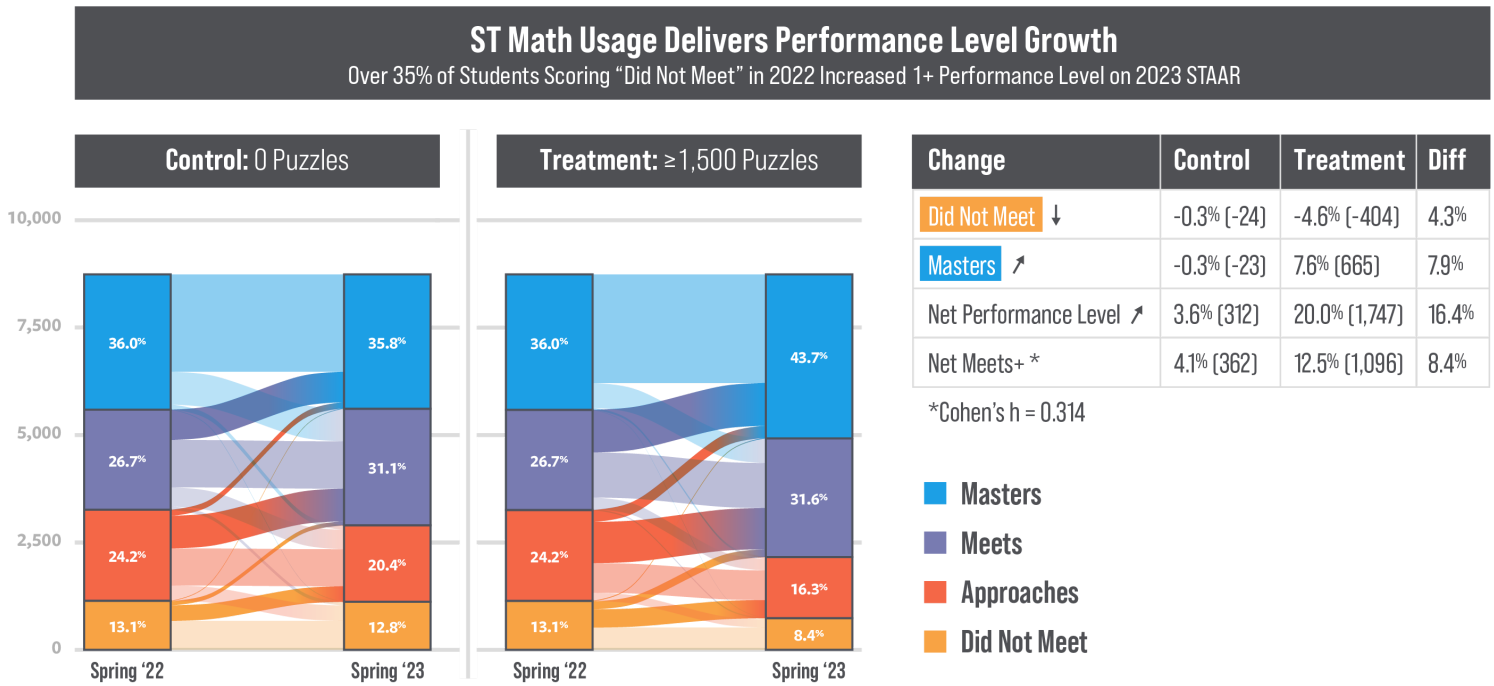 ST Math Usage Delivers Performance Level Growth
Over 35% of Students Scoring “Did Not Meet” in 2022 Increased 1+ Performance Level on 2023 STAAR
Control: 0 Puzzles
Treatment: ≥1,500 Puzzles
10,000
7,500
5,000
2,500
0
36.0%
26.7%
24.2%
13.1%
35.8%
31.1%
20.4%
12.8%
Spring ‘22
Spring ‘23
36.0%
26.7%
24.2%
13.1%
43.7%
31.6%
16.3%
8.4%
Spring ‘22
Spring ‘23
Change Control Treatment Diff
Did Not Meet ↓ -0.3% (-24) -4.6% (-404) 4.3%
Masters ↗ -0.3% (-23) 7.6% (665) 7.9%
Net Performance Level ↗ 3.6% (312) 20.0% (1,747) 16.4%
Net Meets+ * 4.1% (362) 12.5% (1,096) 8.4%
*Cohen’s h = 0.314
Masters
Meets
Approaches
Did Not Meet